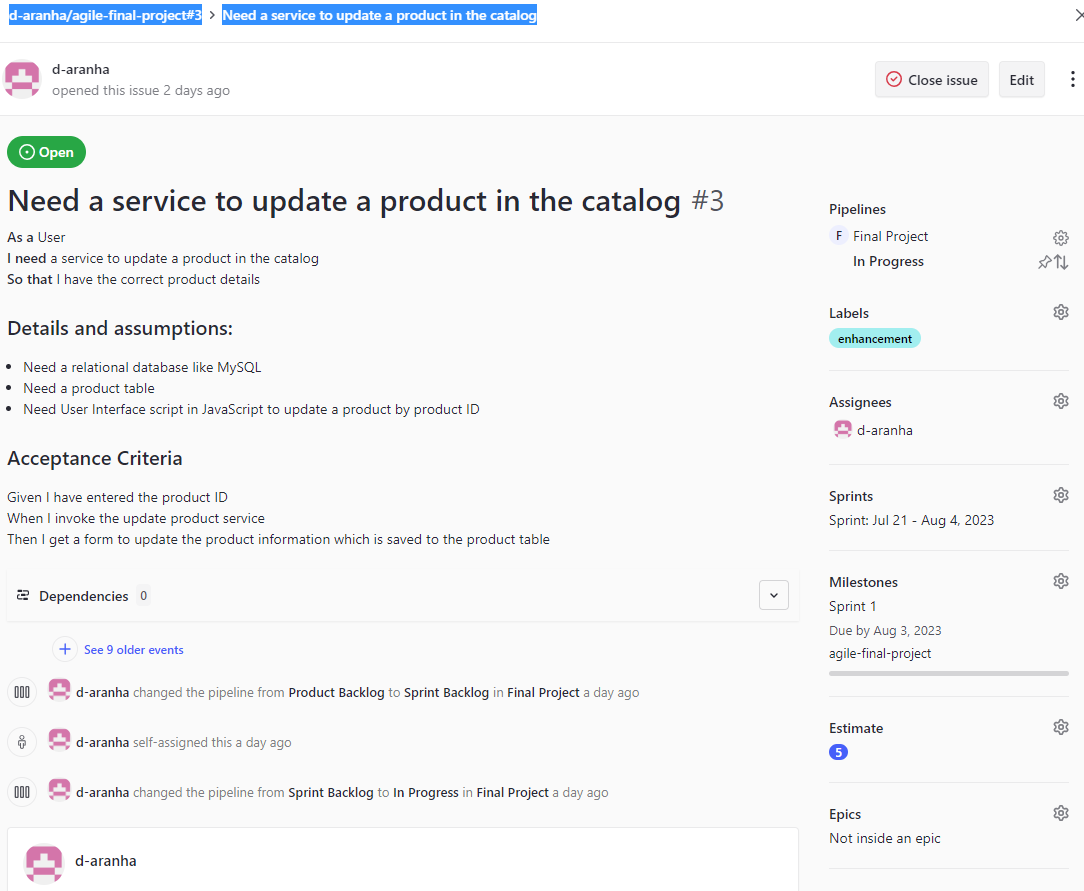 d-aranha/agile-final-project#3 > Need a service to update a product in the catalog
d-aranha
opened this issue 2 days ago
Close issue
Edit
Open
Need a service to update a product in the catalog #3
As a User
I need a service to update a product in the catalog
So that I have the correct product details
Details and assumptions:
• Need a relational database like MySQL
• Need a product table
• Need User Interface script in JavaScript to update a product by product ID
Acceptance Criteria
Given I have entered the product ID
When I invoke the update product service
Then I get a form to update the product information which is saved to the product table
Dependencies 0
See 9 older events
d-aranha changed the pipeline from Product Backlog to Sprint Backlog in Final Project a day ago
d-aranha self-assigned this a day ago
d-aranha changed the pipeline from Sprint Backlog to In Progress in Final Project a day ago
d-aranha
Pipelines
F Final Project
In Progress
Labels
enhancement
Assignees
d-aranha
Sprints
Sprint: Jul 21 - Aug 4, 2023
Milestones
Sprint 1
Due by Aug 3, 2023
agile-final-project
Estimate
5
Epics
Not inside an epic